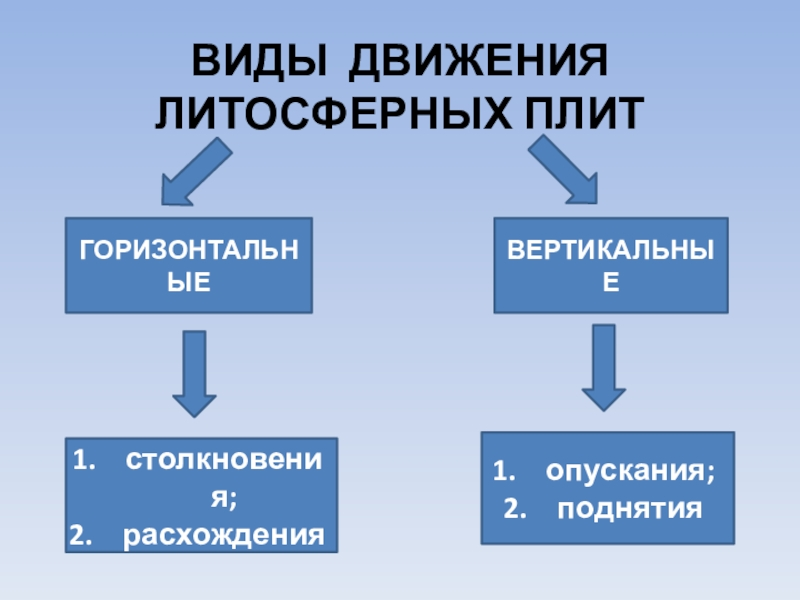 ВИДЫ ДВИЖЕНИЯ
ЛИТОСФЕРНЫХ ПЛИТ
ГОРИЗОНТАЛЬН
ЫЕ
ВЕРТИКАЛЬНЫ
Е
1. столкновени
я;
2. расхождения
1. опускания;
2. поднятия